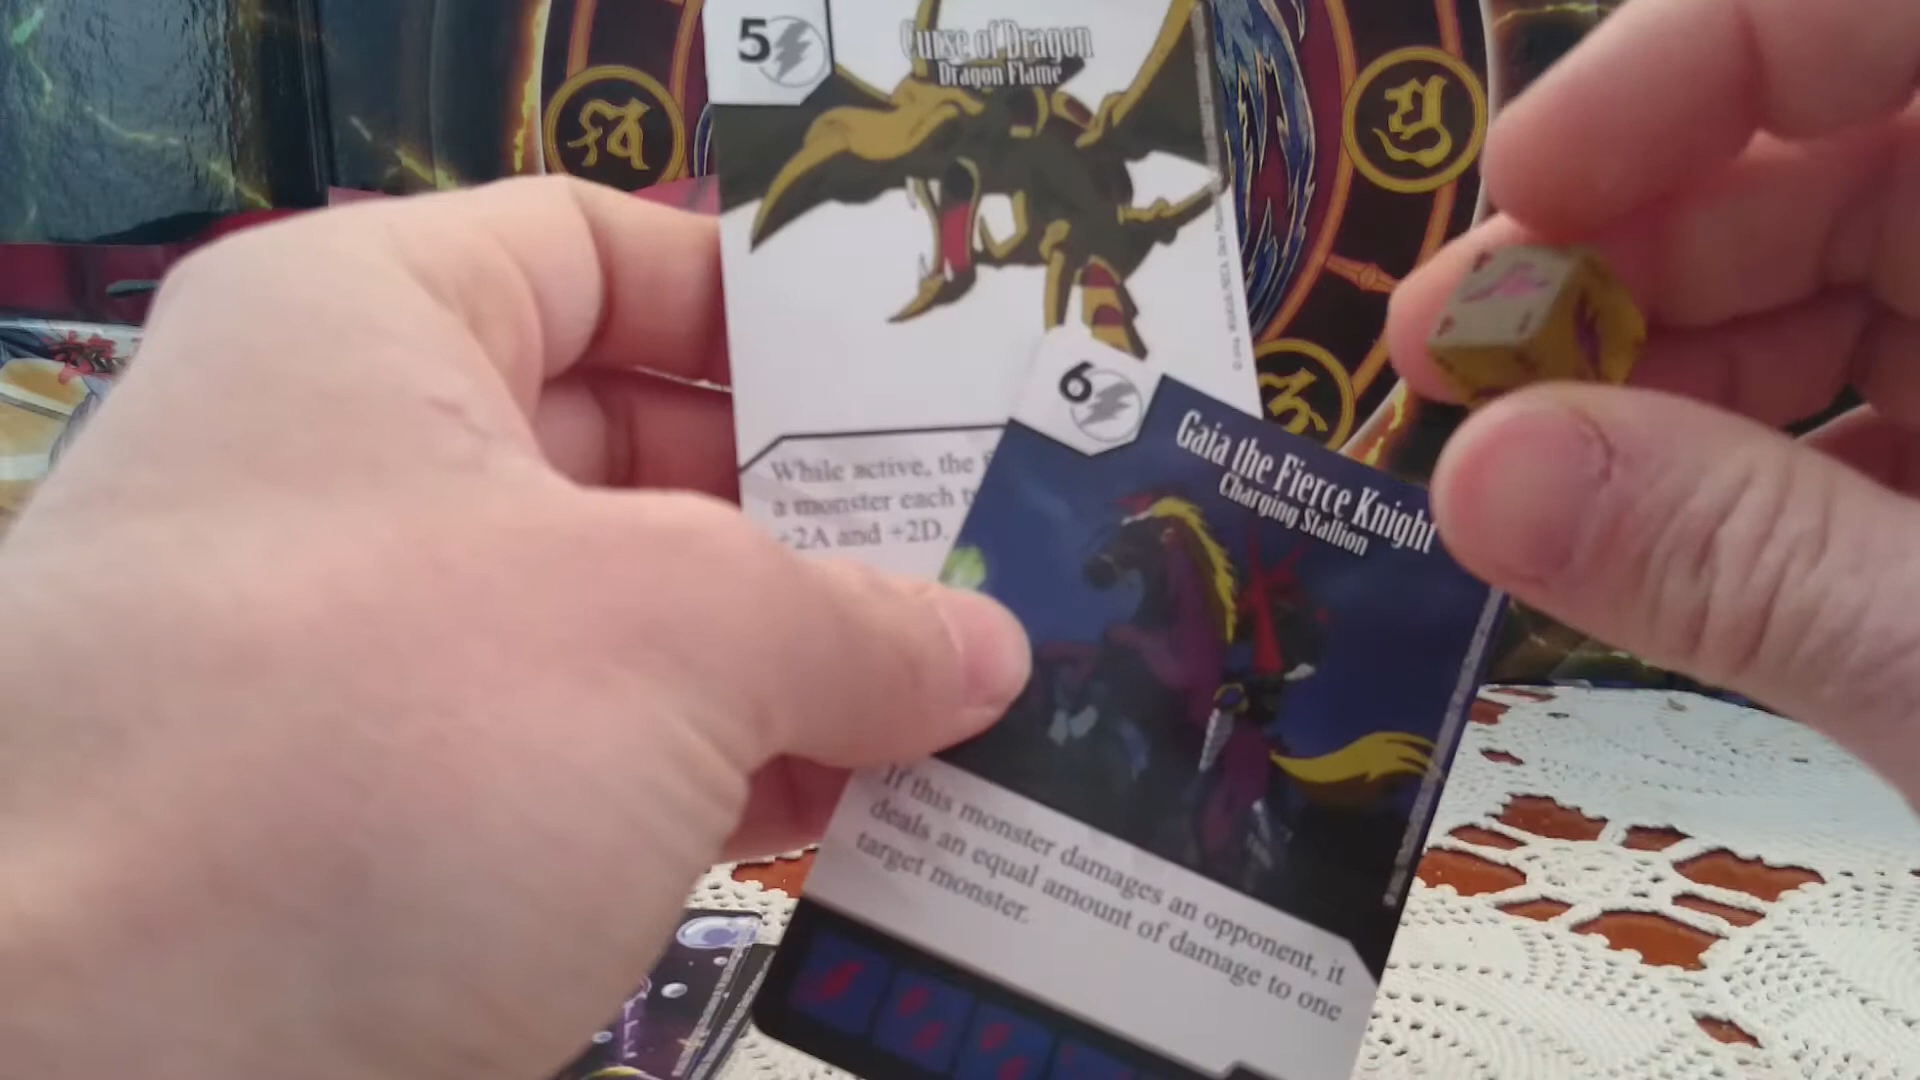 5
Curse of Dragon
Dragon Flame
While active, the
a monster each
+2A and +2D.
6
Gaia the Fierce Knight
Charging Stallion
If this monster damages an opponent, it
deals an equal amount of damage to one
target monster.